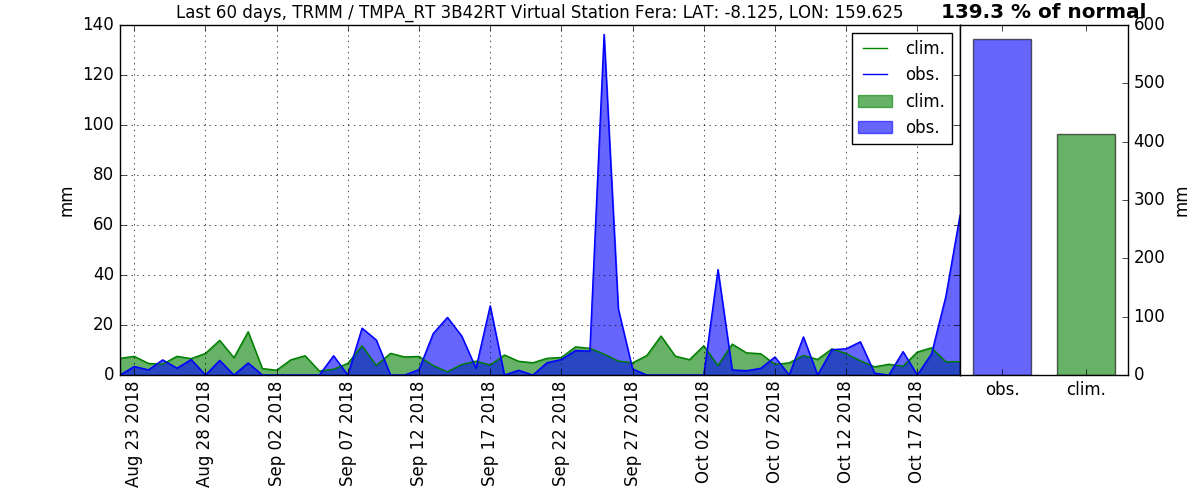 Last 60 days, TRMM / TMPA_RT 3B42RT Virtual Station Fera: LAT: -8.125, LON: 159.625
139.3 % of normal
140
120
100
80
60
40
20
0
mm
clim.
obs.
clim.
obs.
Aug 23 2018
Aug 28 2018
Sep 02 2018
Sep 07 2018
Sep 12 2018
Sep 17 2018
Sep 22 2018
Sep 27 2018
Oct 02 2018
Oct 07 2018
Oct 12 2018
Oct 17 2018
600
500
400
300
200
100
0
mm
obs.
clim.